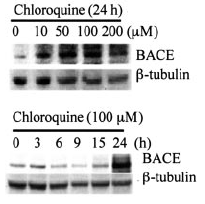 Chloroquine (24 h)
0 10 50 100 200 (μM)
BACE
β-tubulin
Chloroquine (100 μM)
0 3 6 9 15 24 (h)
BACE
β-tubulin